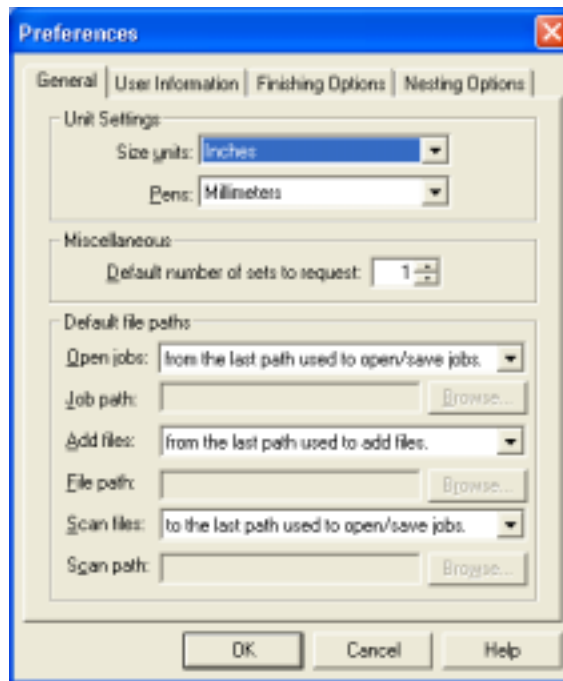 Preferences
General User Information Finishing Options Nesting Options
Unit Settings
Size units: Inches
Pens: Millimeters
Miscellaneous
Default number of sets to request: 1
Default file paths
Open jobs: from the last path used to open/save jobs.
Job path: Browse...
Add files: from the last path used to add files.
File path: Browse...
Scan files: to the last path used to open/save jobs.
Scan path: Browse...
OK Cancel Help